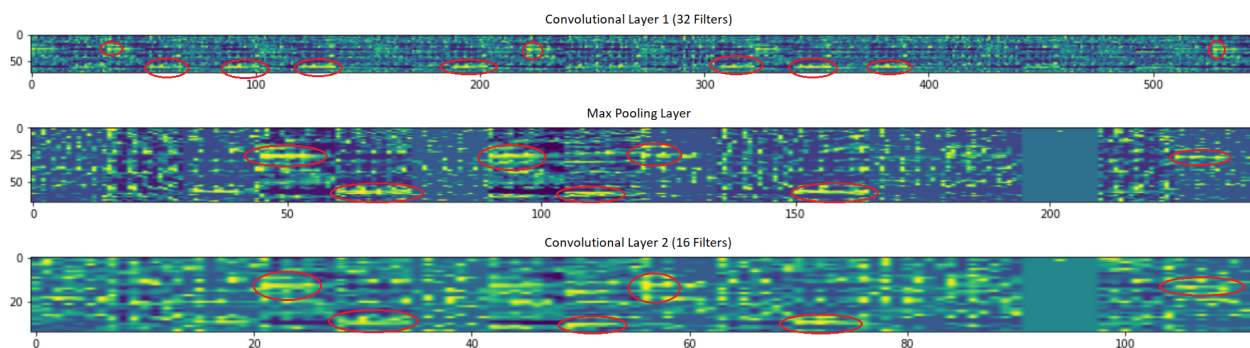 Convolutional Layer 1 (32 Filters)
0
50
0 100 200 300 400 500
Max Pooling Layer
0
25
50
0 50 100 150 200
Convolutional Layer 2 (16 Filters)
0
20
0 20 40 60 80 100